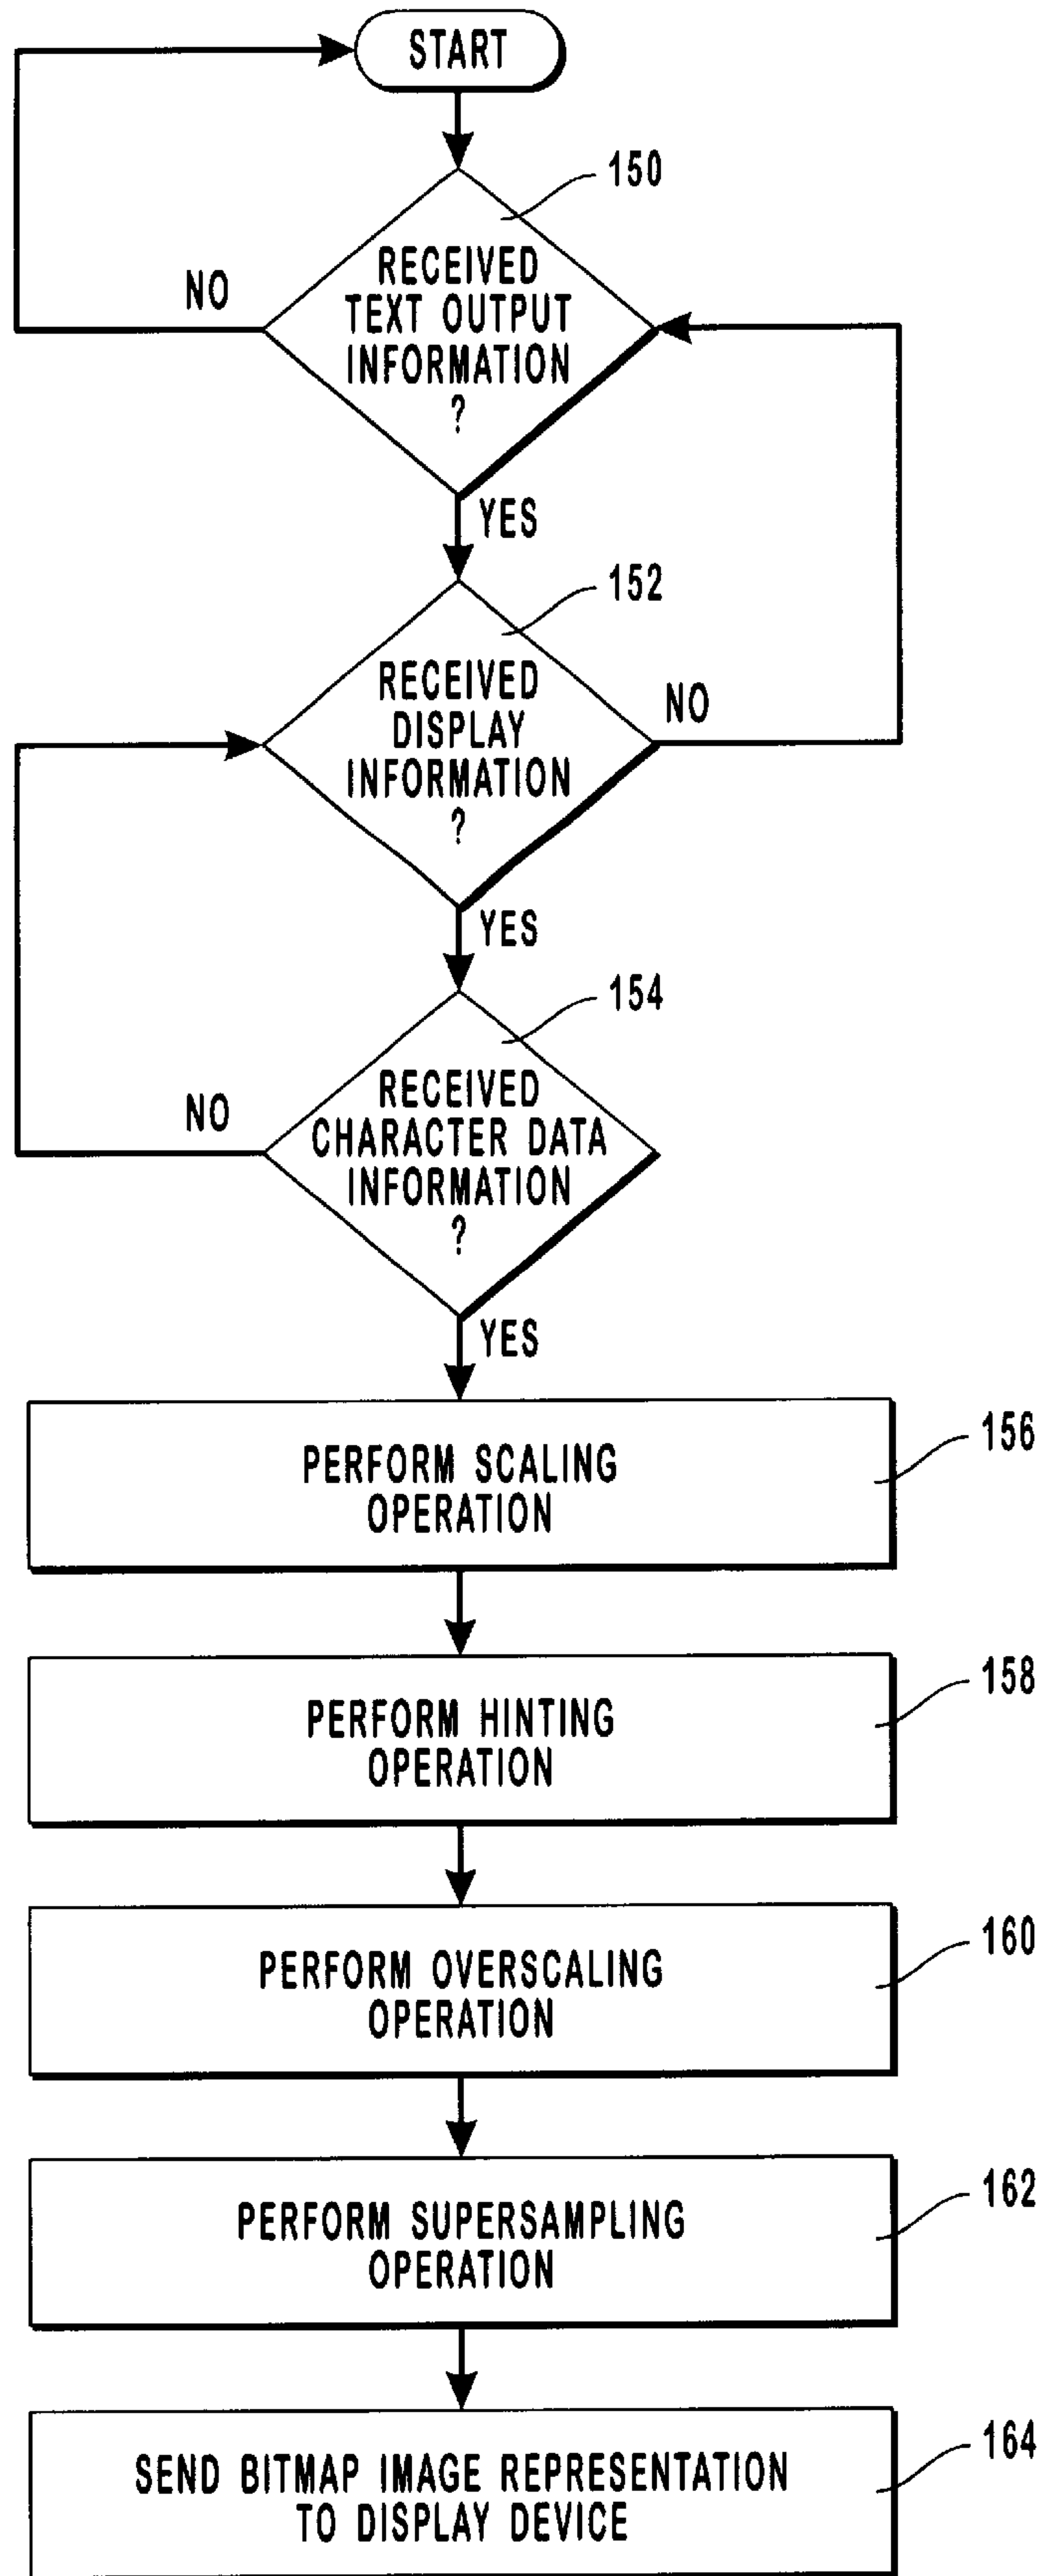 START
150
RECEIVED
TEXT OUTPUT
INFORMATION
?
NO
YES
152
RECEIVED
DISPLAY
INFORMATION
?
NO
YES
154
RECEIVED
CHARACTER DATA
INFORMATION
?
NO
YES
156
PERFORM SCALING
OPERATION
158
PERFORM HINTING
OPERATION
160
PERFORM OVERSCALING
OPERATION
162
PERFORM SUPERSAMPLING
OPERATION
164
SEND BITMAP IMAGE REPRESENTATION
TO DISPLAY DEVICE